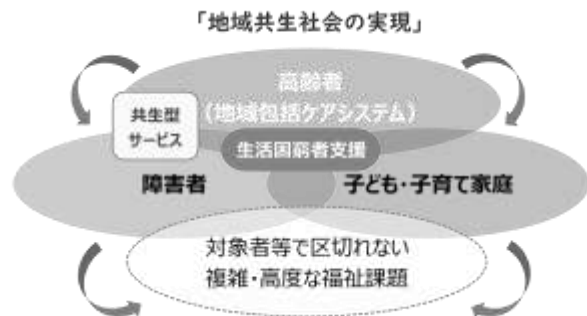 「地域共生社会の実現」
高齢者
(地域包括ケアシステム)
共生型
サービス
生活困窮者支援
障害者
子ども・子育て家庭
対象者等で区切れない
複雑・高度な福祉課題